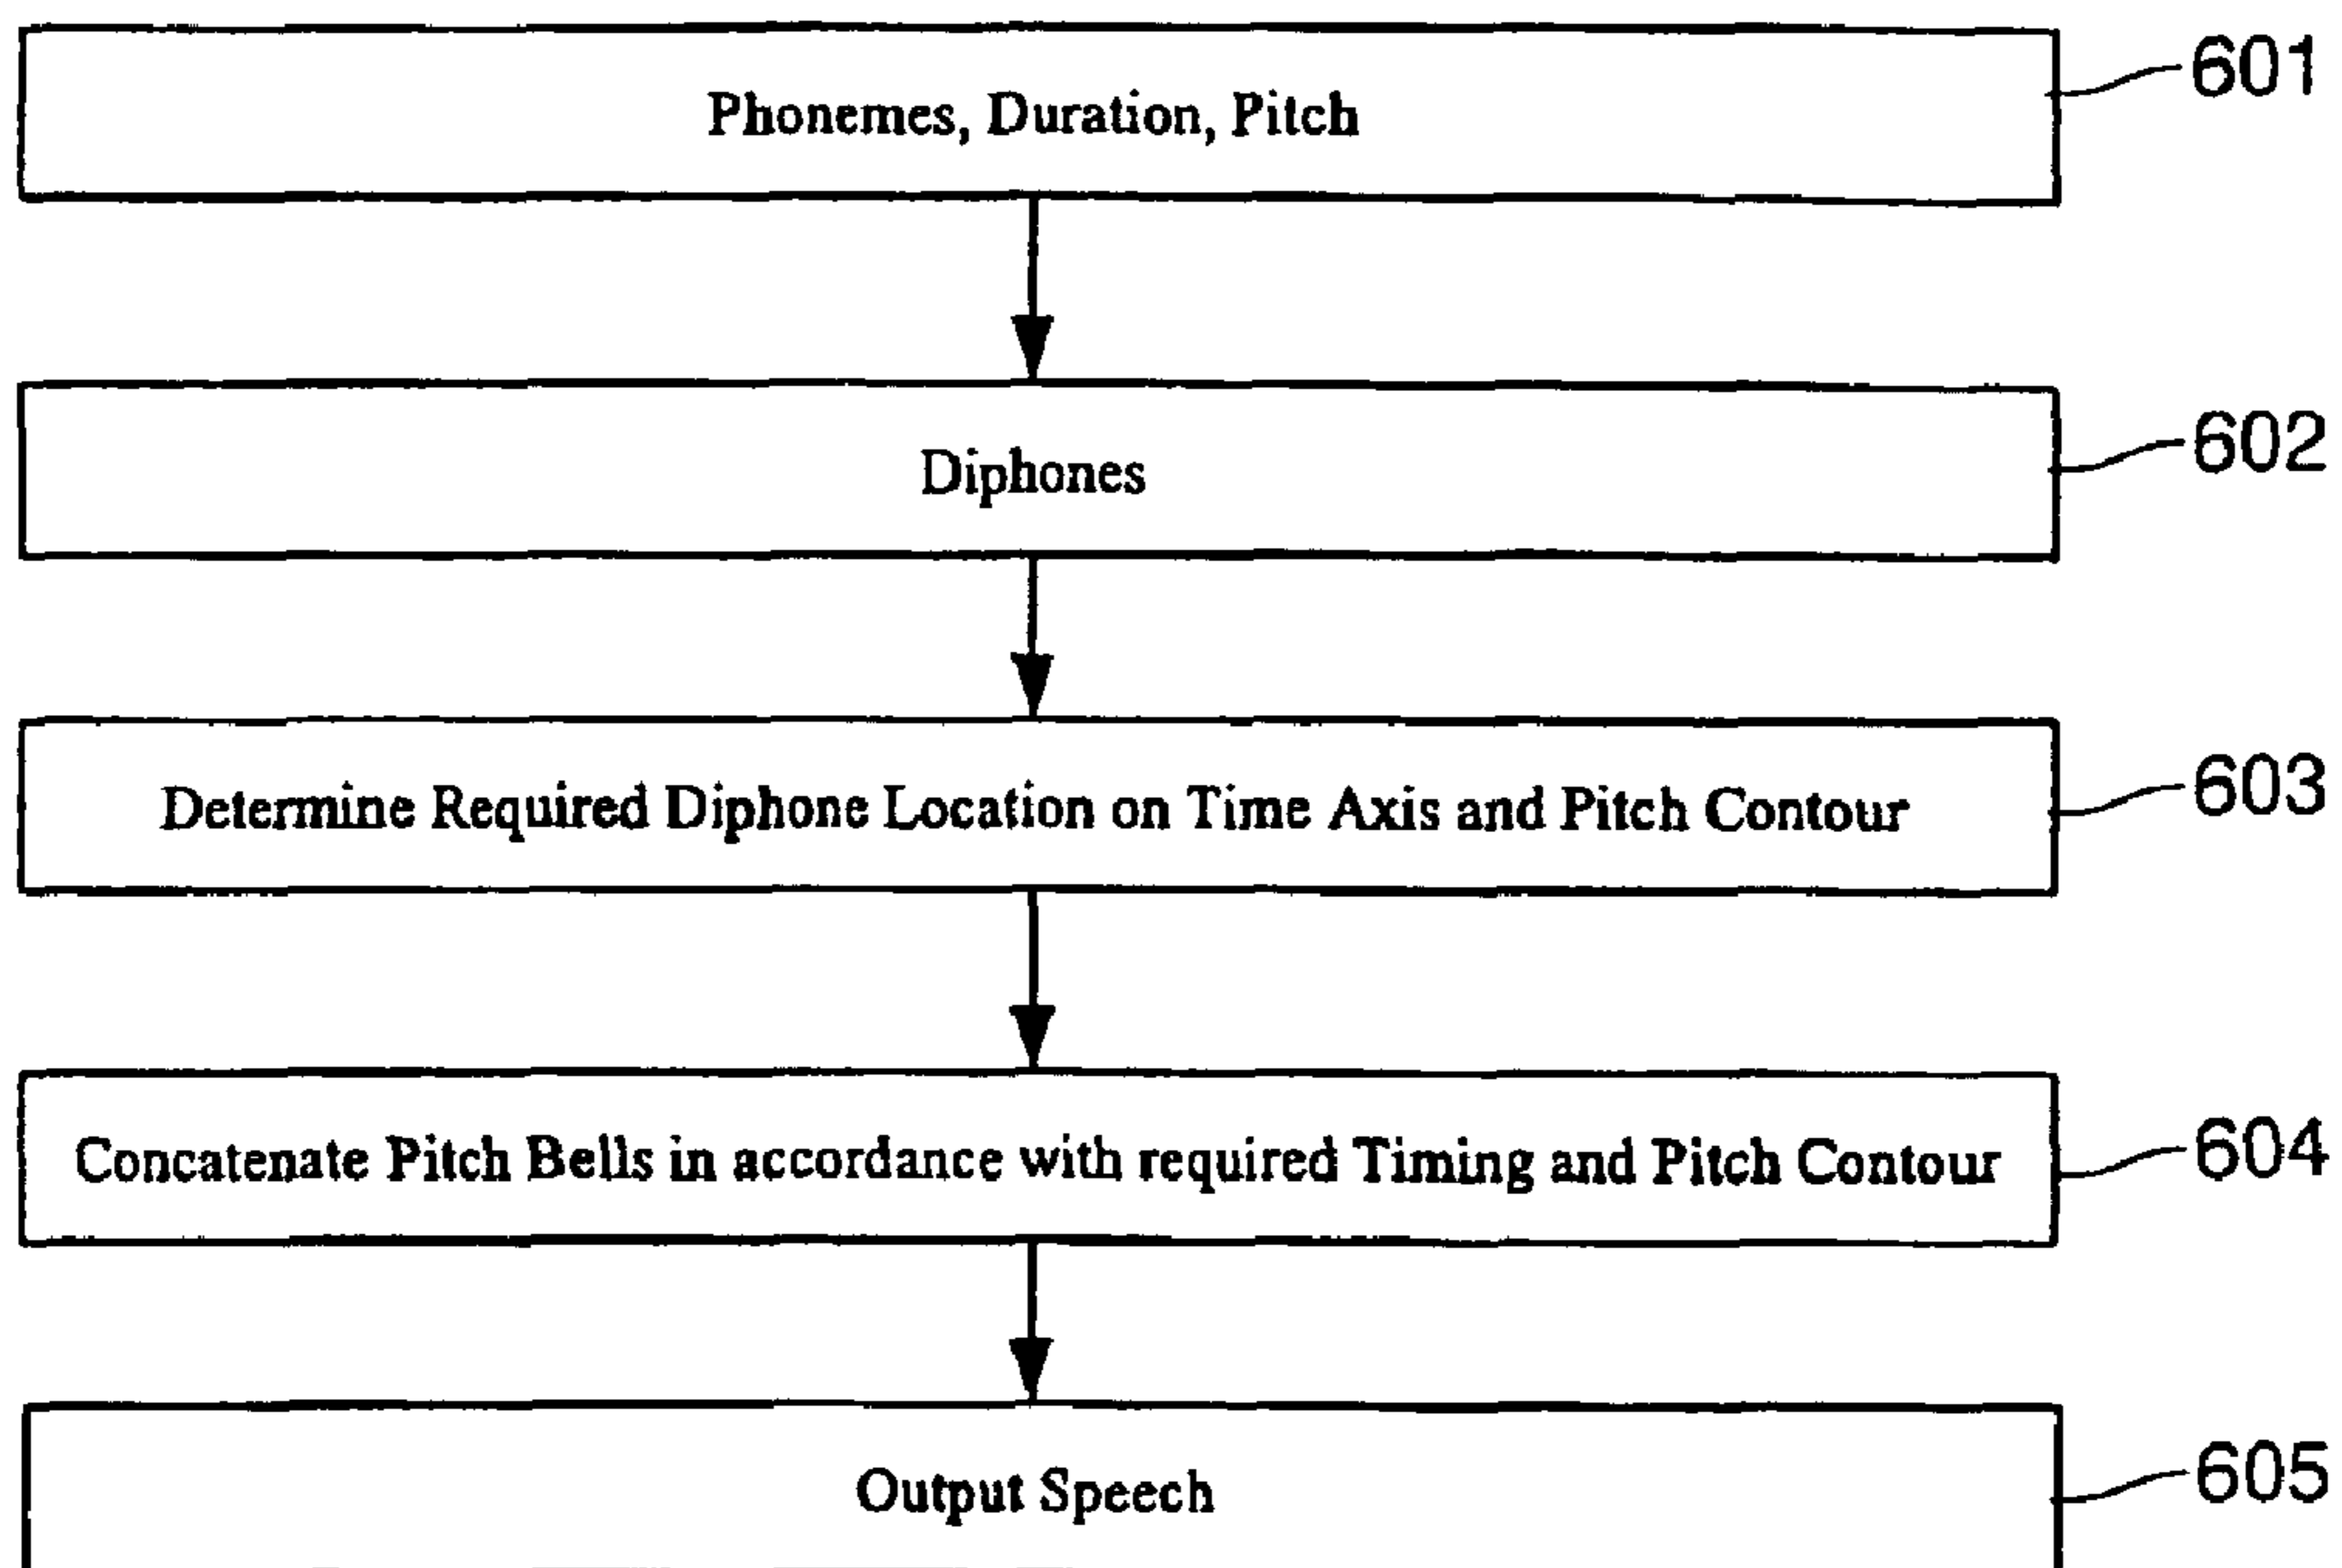 Phonemes, Duration, Pitch
601
Diphones
602
Determine Required Diphone Location on Time Axis and Pitch Contour
603
Concatenate Pitch Bells in accordance with required Timing and Pitch Contour
604
Output Speech
605